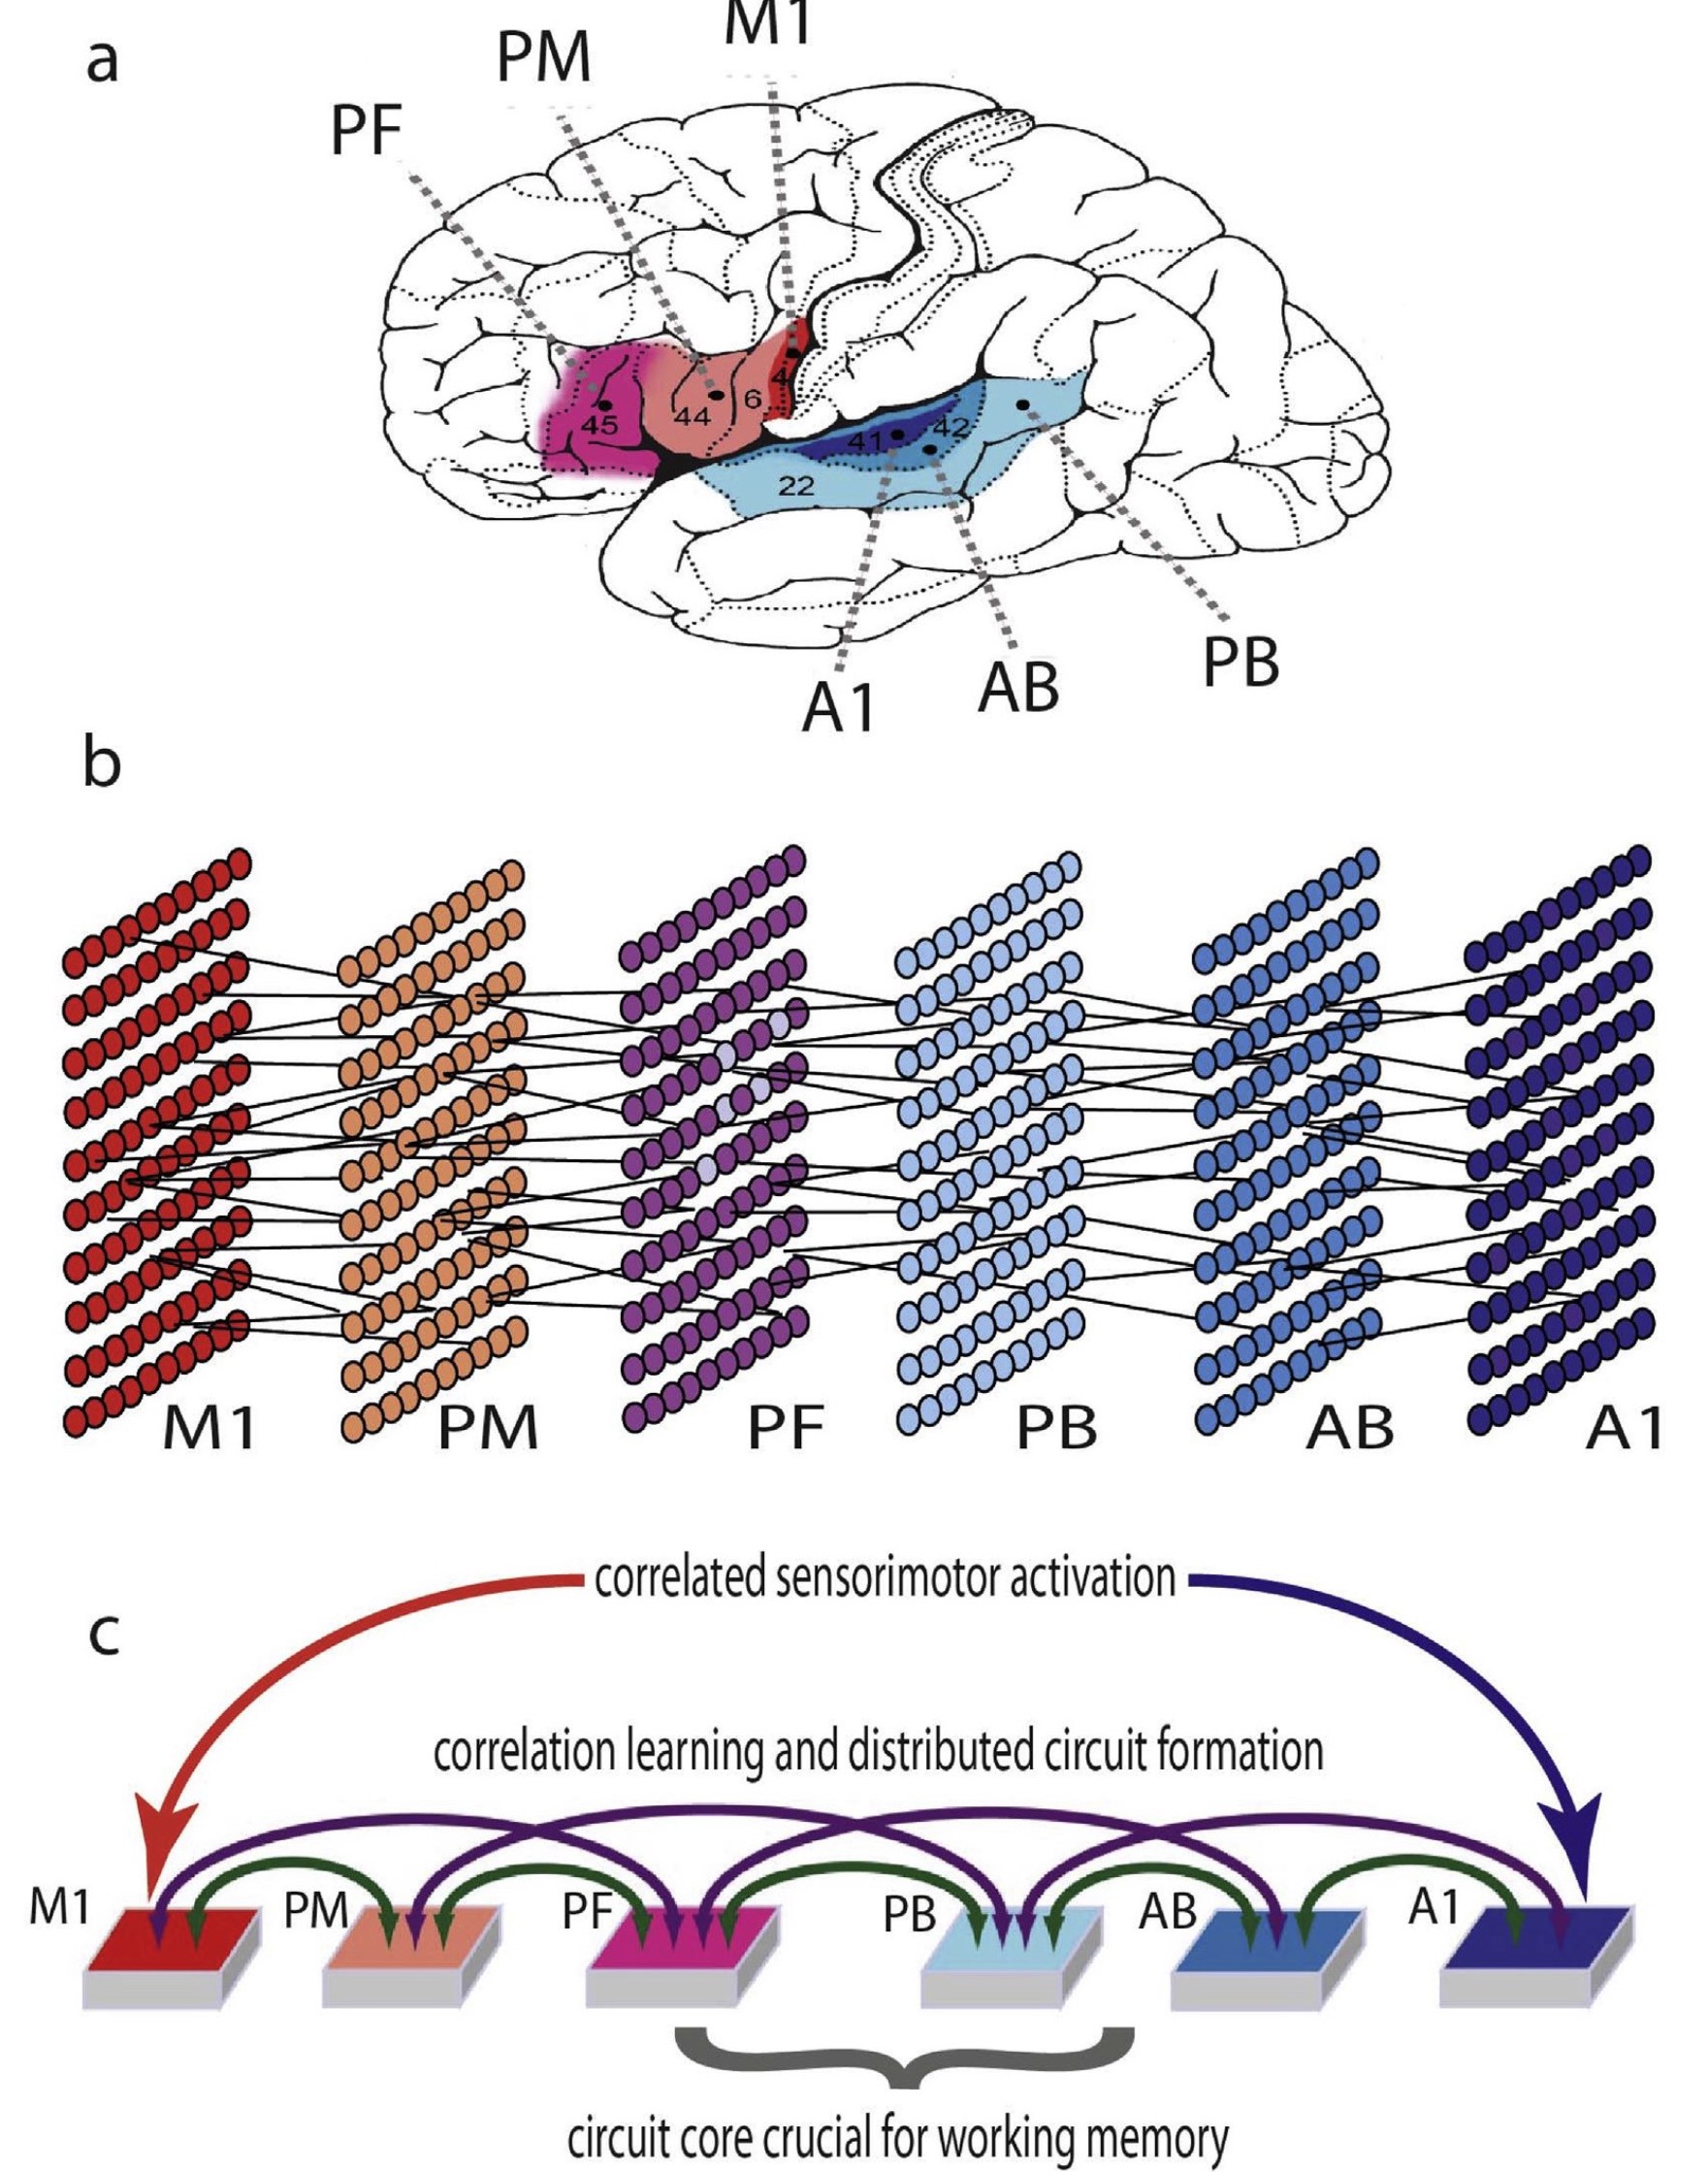 a
M1
PM
PF
4
6
44
45
41
42
22
PB
AB
A1
b
M1 PM PF PB AB A1
correlated sensorimotor activation
c
correlation learning and distributed circuit formation
M1 PM PF PB AB A1
circuit core crucial for working memory